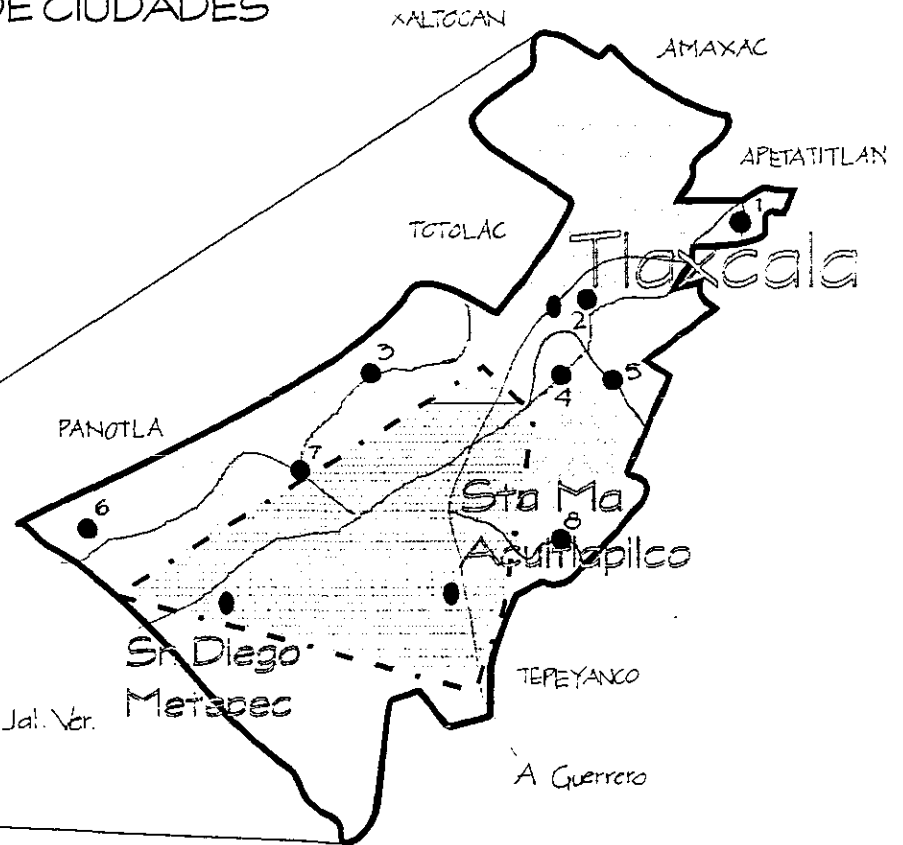 DE CIUDADES
XALTOCAN
AMAXAC
APETATITLAN
1
TOTOLAC
Tlaxcala
2
3
4
5
PANOTLA
7
6
Sta Ma
8
Acuitlapilco
Sn Diego
TEPEYANCO
Jal. Ver.
Metepec
A Guerrero